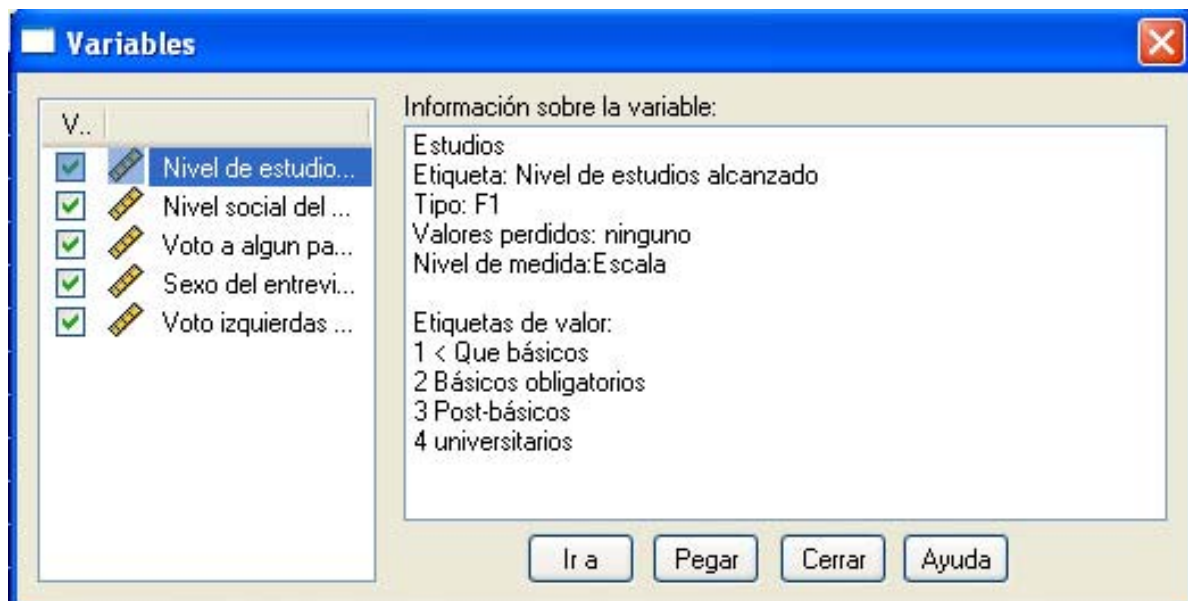 Variables
V..
Nivel de estudio...
Nivel social del ...
Voto a algun pa...
Sexo del entrevi...
Voto izquierdas ...
Información sobre la variable:
Estudios
Etiqueta: Nivel de estudios alcanzado
Tipo: F1
Valores perdidos: ninguno
Nivel de medida:Escala
Etiquetas de valor:
1 < Que básicos
2 Básicos obligatorios
3 Post-básicos
4 universitarios
Ir a Pegar Cerrar Ayuda